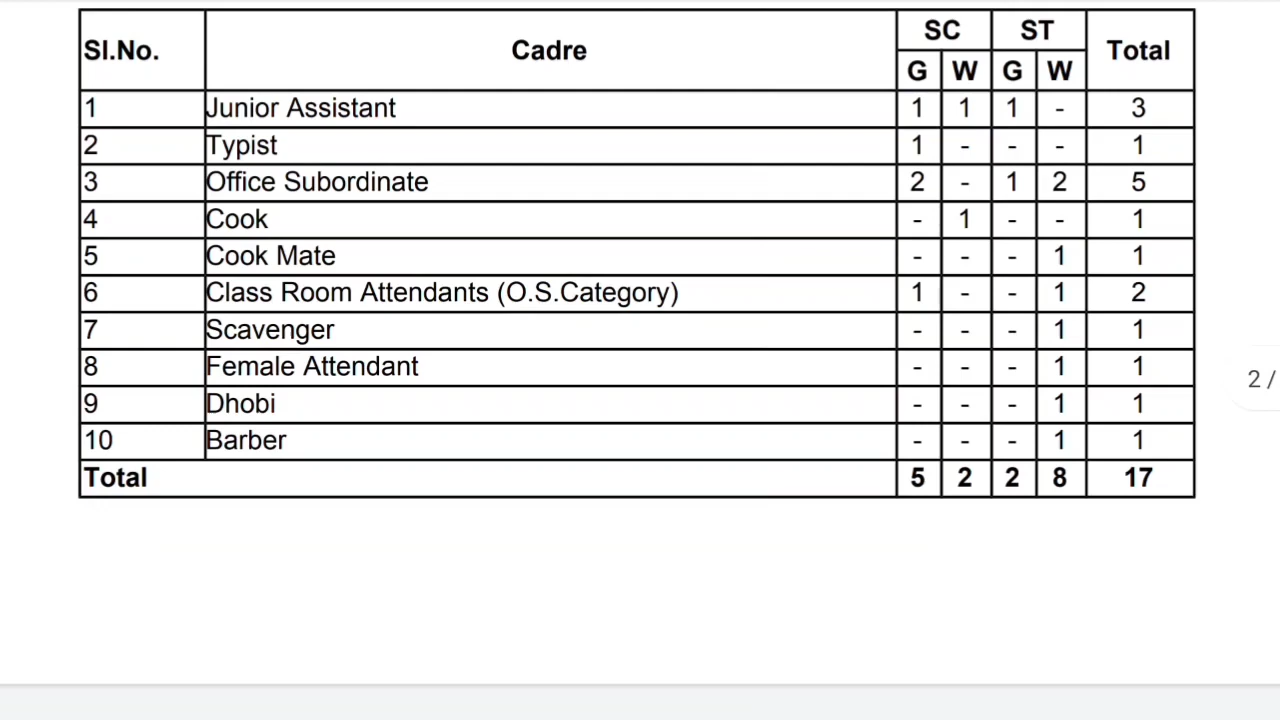 Sl.No. Cadre SC ST Total
G W G W
1 Junior Assistant 1 1 1 - 3
2 Typist 1 - - - 1
3 Office Subordinate 2 - 1 2 5
4 Cook - 1 - - 1
5 Cook Mate - - - 1 1
6 Class Room Attendants (O.S.Category) 1 - - 1 2
7 Scavenger - - - 1 1
8 Female Attendant - - - 1 1
9 Dhobi - - - 1 1
10 Barber - - - 1 1
Total 5 2 2 8 17
2 /